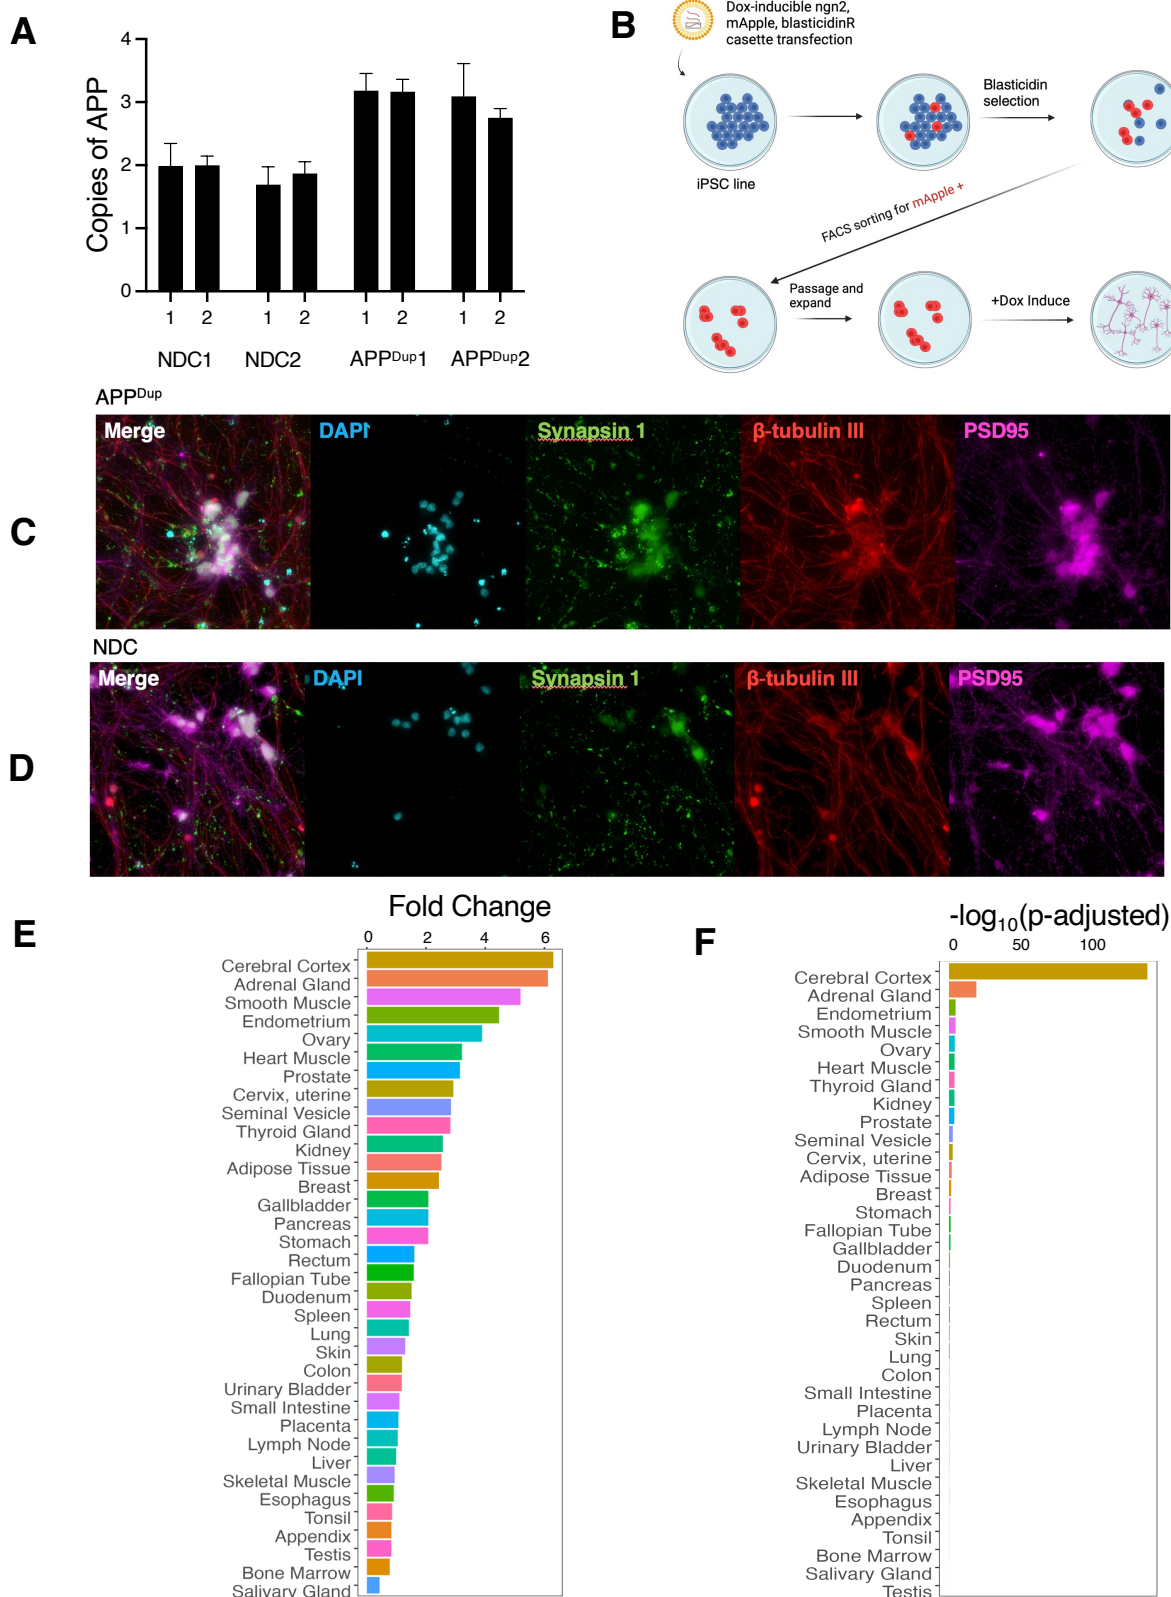 A
4
3
2
1
0
Copies of APP
1 2 1 2 1 2 1 2
NDC1 NDC2 APPDup1 APPDup2
B
Dox-inducible ngn2,
mApple, blasticidinR
casette transfection
iPSC line
Blasticidin
selection
FACS sorting for mApple +
Passage and
expand
+Dox Induce
APPDup
C
Merge DAPI Synapsin 1 β-tubulin III PSD95
NDC
D
Merge DAPI Synapsin 1 β-tubulin III PSD95
E
Fold Change
0 2 4 6
Cerebral Cortex
Adrenal Gland
Smooth Muscle
Endometrium
Ovary
Heart Muscle
Prostate
Cervix, uterine
Seminal Vesicle
Thyroid Gland
Kidney
Adipose Tissue
Breast
Gallbladder
Pancreas
Stomach
Rectum
Fallopian Tube
Duodenum
Spleen
Lung
Skin
Colon
Urinary Bladder
Small Intestine
Placenta
Lymph Node
Liver
Skeletal Muscle
Esophagus
Tonsil
Appendix
Testis
Bone Marrow
Salivary Gland
F
-log10(p-adjusted)
0 50 100
Cerebral Cortex
Adrenal Gland
Endometrium
Smooth Muscle
Ovary
Heart Muscle
Thyroid Gland
Kidney
Prostate
Seminal Vesicle
Cervix, uterine
Adipose Tissue
Breast
Stomach
Fallopian Tube
Gallbladder
Duodenum
Pancreas
Spleen
Rectum
Skin
Lung
Colon
Small Intestine
Placenta
Lymph Node
Urinary Bladder
Liver
Skeletal Muscle
Esophagus
Appendix
Tonsil
Bone Marrow
Salivary Gland
Testis